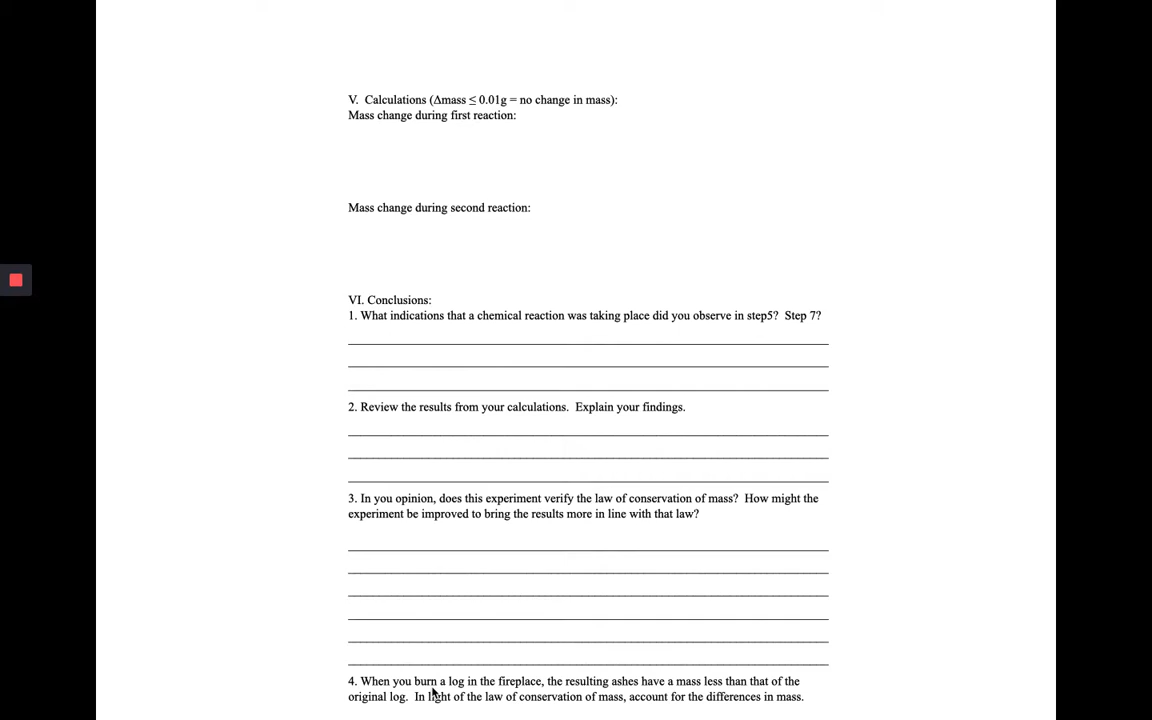 V.  Calculations (Δmass ≤ 0.01g = no change in mass):
Mass change during first reaction:
Mass change during second reaction:
VI. Conclusions:
1. What indications that a chemical reaction was taking place did you observe in step5?  Step 7?
2. Review the results from your calculations.  Explain your findings.
3. In you opinion, does this experiment verify the law of conservation of mass?  How might the
experiment be improved to bring the results more in line with that law?
4. When you burn a log in the fireplace, the resulting ashes have a mass less than that of the
original log.  In light of the law of conservation of mass, account for the differences in mass.